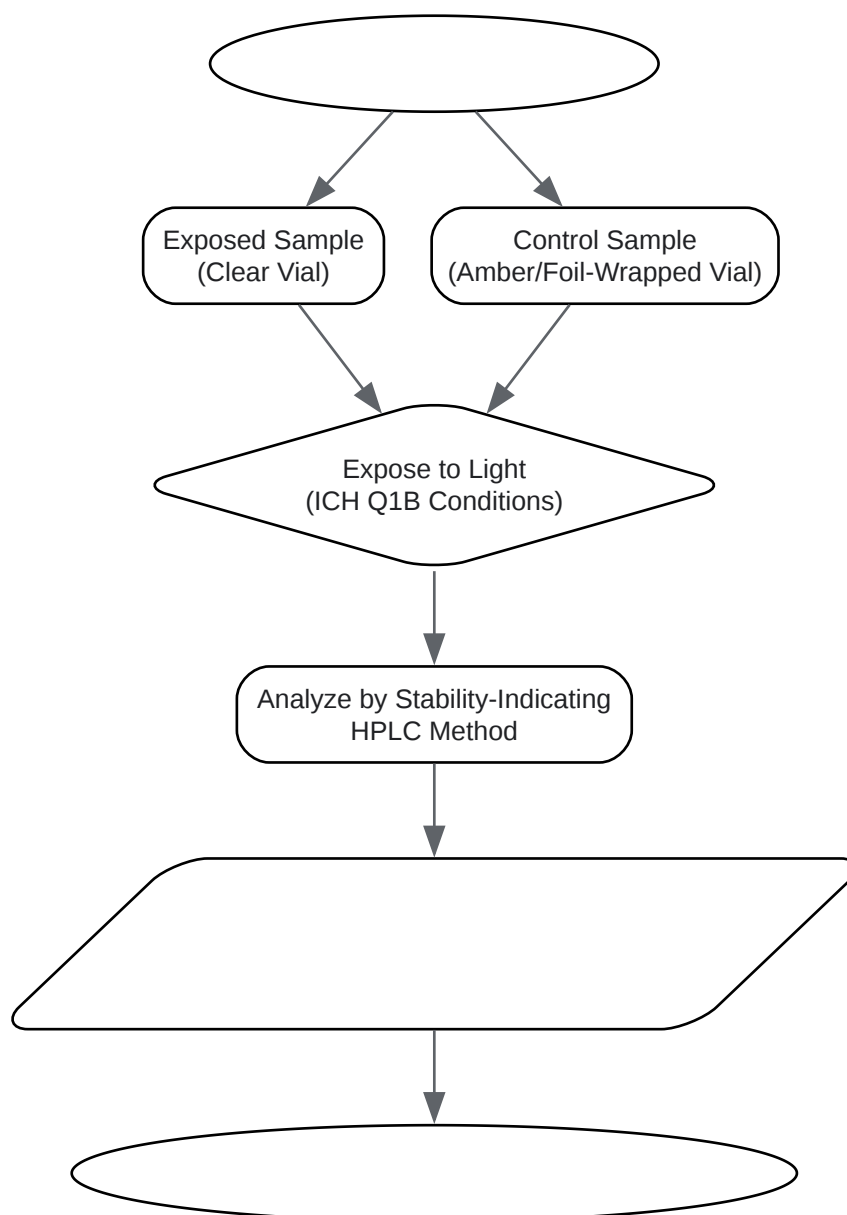 Exposed Sample
(Clear Vial)
Control Sample
(Amber/Foil-Wrapped Vial)
Expose to Light
(ICH Q1B Conditions)
Analyze by Stability-Indicating
HPLC Method